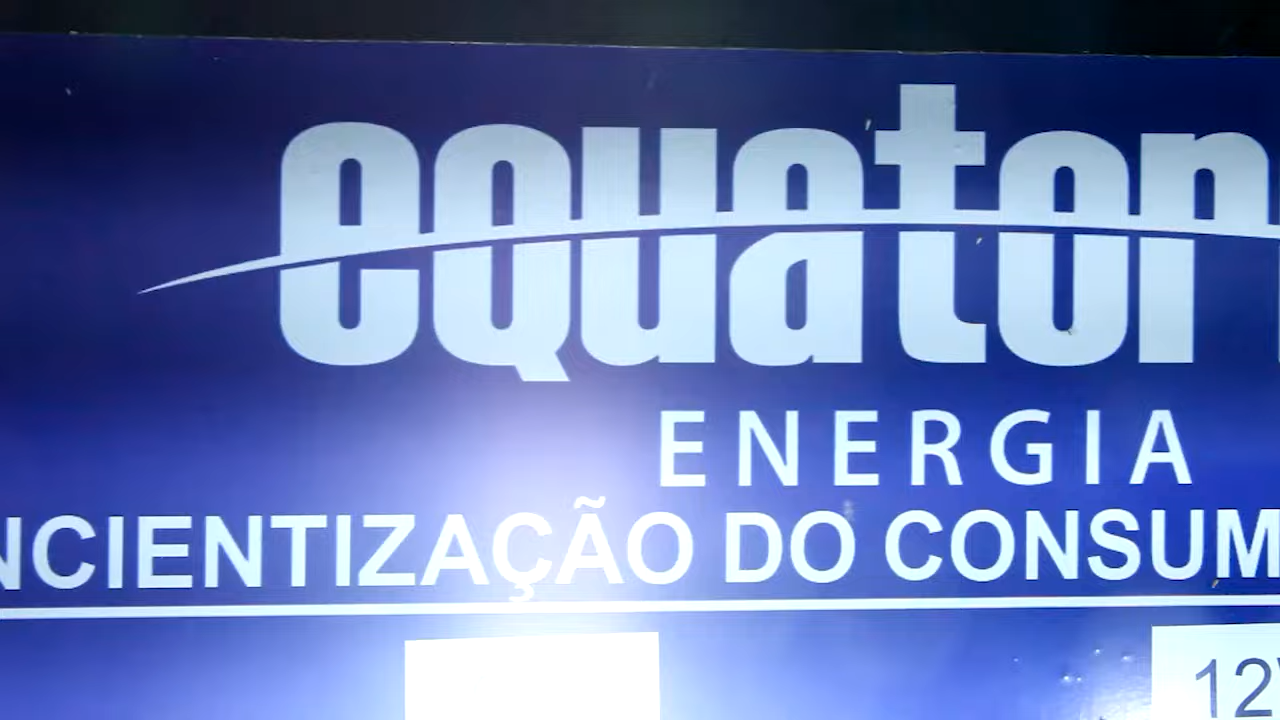 equator
ENERGIA
NCIENTIZAÇÃO DO CONSUM
12